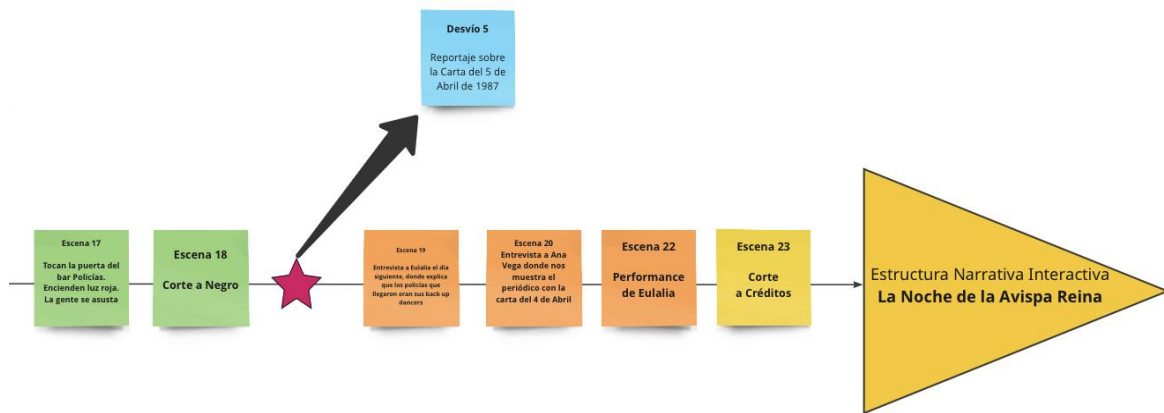 Desvío 5
Reportaje sobre
la Carta del 5 de
Abril de 1987
Escena 17
Tocan la puerta del
bar Policías.
Encienden luz roja.
La gente se asusta
Escena 18
Corte a Negro
Escena 19
Entrevista a Eulalia el día
siguiente, donde explica
que los policías que
llegaron eran sus back up
dancers
Escena 20
Entrevista a Ana
Vega donde nos
muestra el
periódico con la
carta del 4 de Abril
Escena 22
Performance
de Eulalia
Escena 23
Corte
a Créditos
Estructura Narrativa Interactiva
La Noche de la Avispa Reina